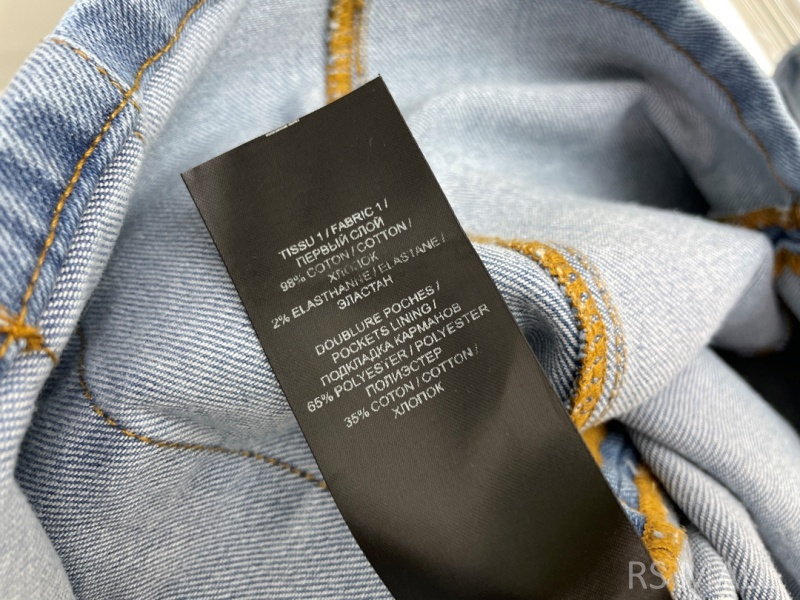 TISSU 1 / FABRIC 1 /
ПЕРВЫЙ СЛОЙ
98% COTON / COTTON /
ХЛОПОК
2% ELASTHANNE / ELASTANE /
ЭЛАСТАН
DOUBLURE POCHES /
POCKETS LINING /
ПОДКЛАДКА КАРМАНОВ
65% POLYESTER / POLYESTER
ПОЛИЭСТЕР
35% COTON / COTTON /
ХЛОПОК